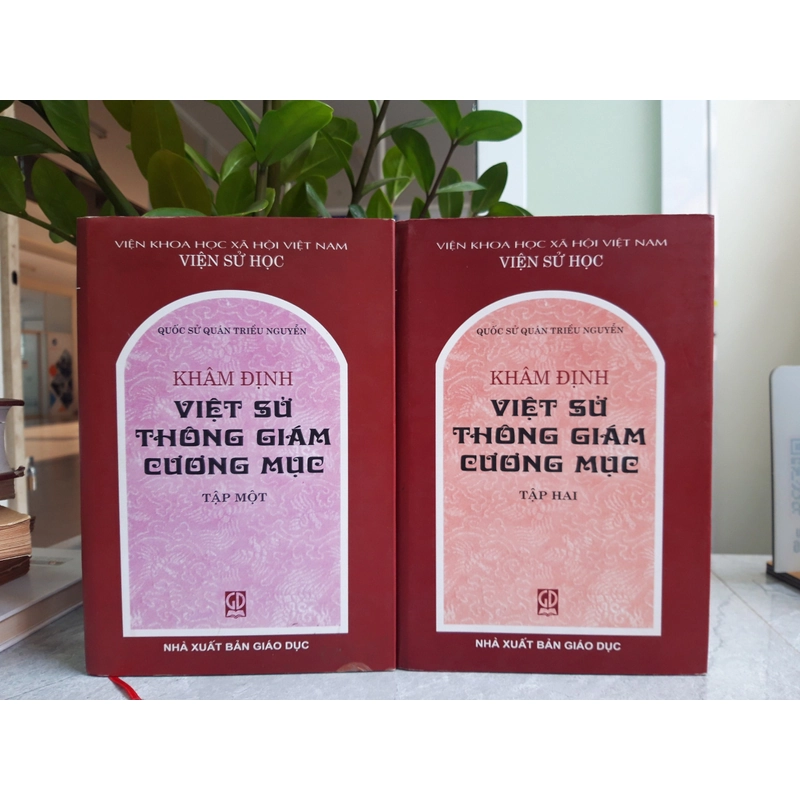 VIỆN KHOA HỌC XÃ HỘI VIỆT NAM
VIỆN SỬ HỌC
QUỐC SỬ QUÁN TRIỀU NGUYỄN
KHÂM ĐỊNH
VIỆT SỬ
THÔNG GIÁM
CƯƠNG MỤC
TẬP MỘT
GD
NHÀ XUẤT BẢN GIÁO DỤC
VIỆN KHOA HỌC XÃ HỘI VIỆT NAM
VIỆN SỬ HỌC
QUỐC SỬ QUÁN TRIỀU NGUYỄN
KHÂM ĐỊNH
VIỆT SỬ
THÔNG GIÁM
CƯƠNG MỤC
TẬP HAI
GD
NHÀ XUẤT BẢN GIÁO DỤC